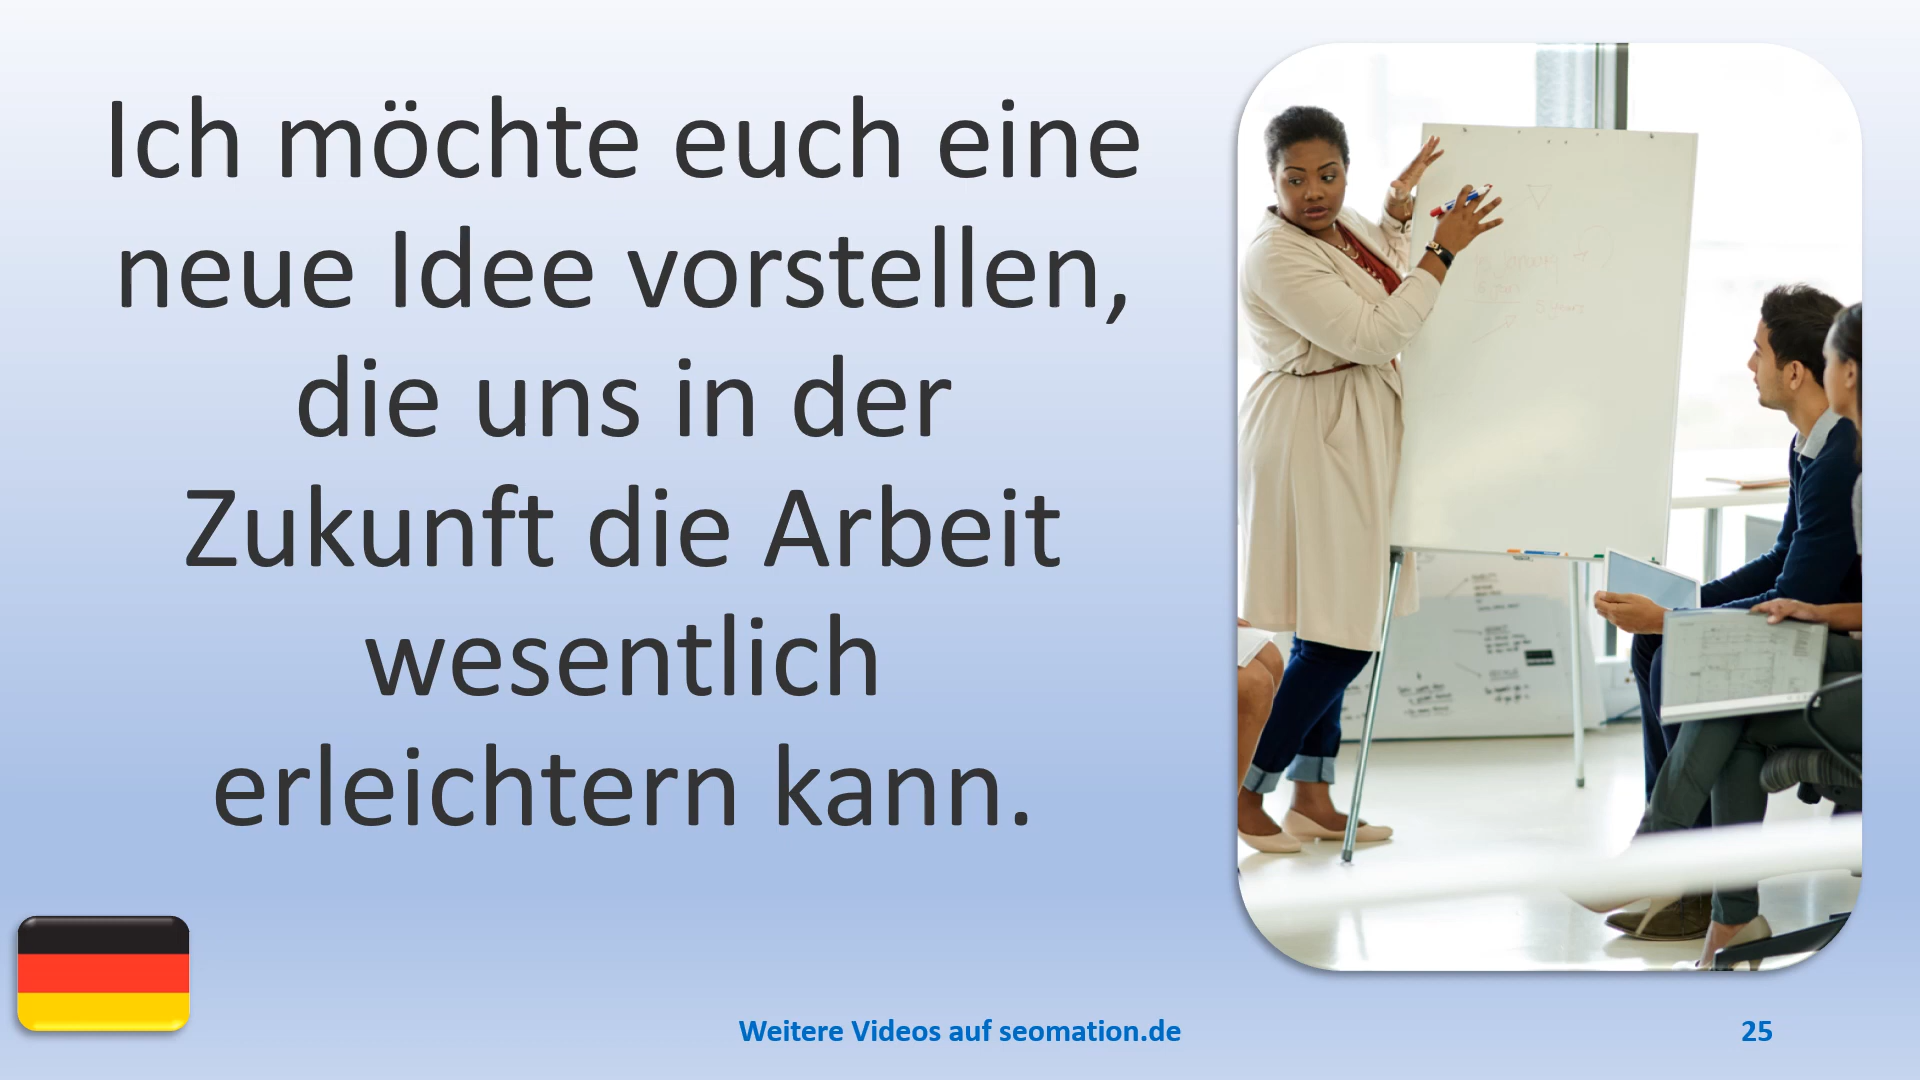 Ich möchte euch eine
neue Idee vorstellen,
die uns in der
Zukunft die Arbeit
wesentlich
erleichtern kann.
Weitere Videos auf seomation.de
25